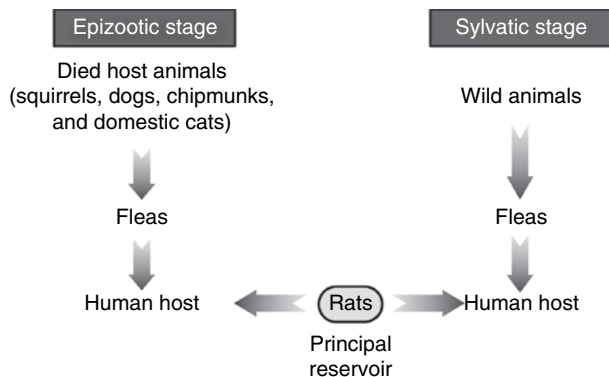 Epizootic stage
Died host animals
(squirrels, dogs, chipmunks,
and domestic cats)
Fleas
Human host
Sylvatic stage
Wild animals
Fleas
Human host
Rats
Principal
reservoir